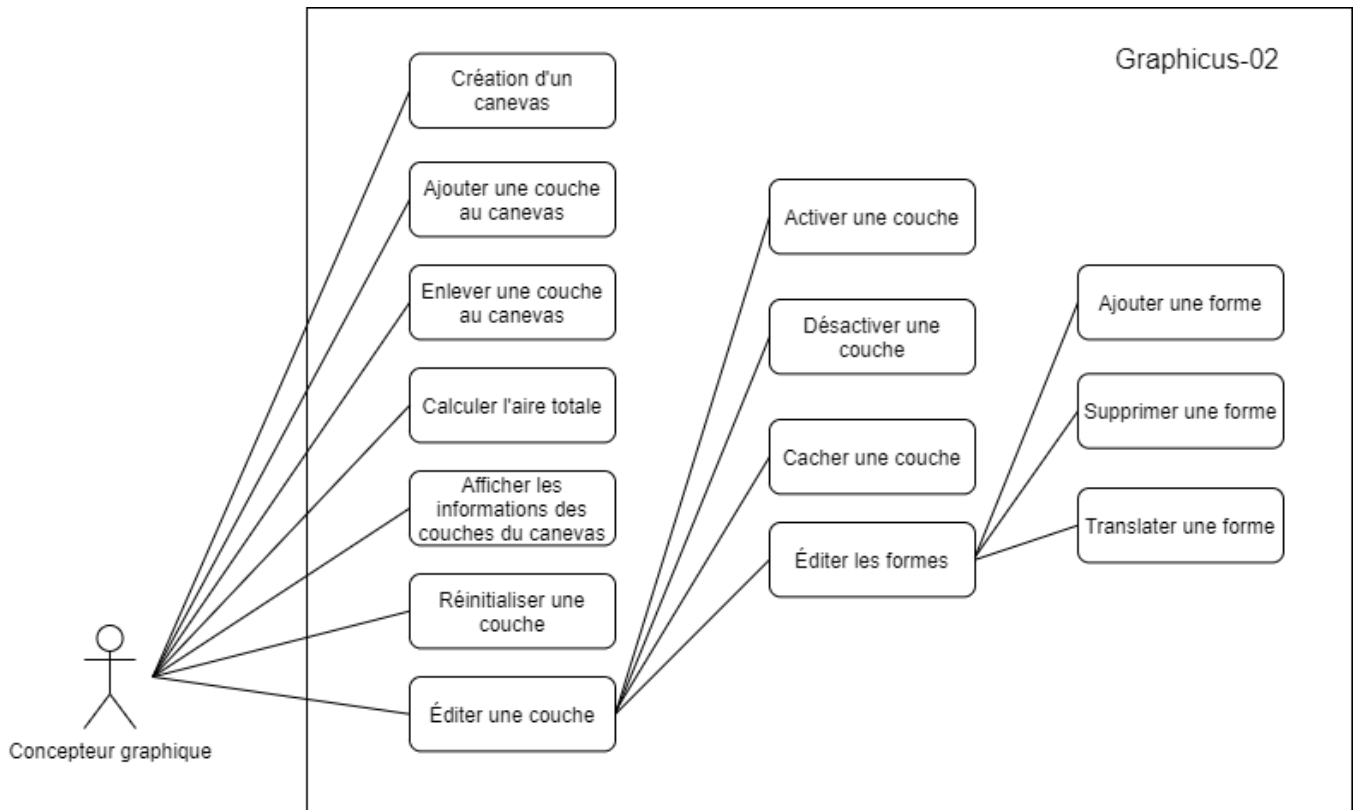 Graphicus-02
Création d'un
canevas
Ajouter une couche
au canevas
Enlever une couche
au canevas
Calculer l'aire totale
Afficher les
informations des
couches du canevas
Réinitialiser une
couche
Éditer une couche
Activer une couche
Désactiver une
couche
Cacher une couche
Éditer les formes
Ajouter une forme
Supprimer une forme
Translater une forme
Concepteur graphique